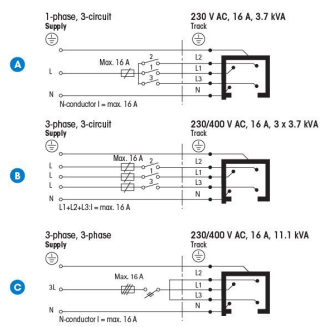 1-phase, 3-circuit 230 V AC, 16 A, 3.7 kVA
Supply Track
A
Max. 16 A 2 L2
L 1 L1
3 L3
N N
N-conductor I = max. 16 A
3-phase, 3-circuit 230/400 V AC, 16 A, 3 x 3.7 kVA
Supply Track
B
Max. 16 A 2 L2
L
L 1 L1
L 3 L3
N N
L1+L2+L3:I = max. 16 A
3-phase, 3-phase 230/400 V AC, 16 A, 11.1 kVA
Supply Track
C
Max. 16 A L2
3L L1
L3
N N
N-conductor I = max. 16 A